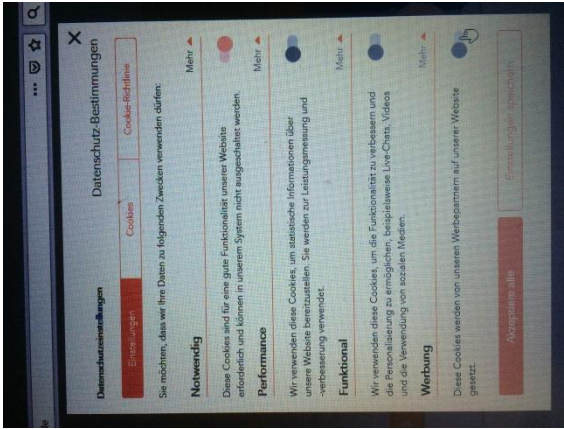 Datenschutz-Bestimmungen
Datenschutzeinstellungen
Einstellungen
Cookies
Cookie-Richtlinie
Sie möchten, dass wir Ihre Daten zu folgenden Zwecken verwenden dürfen:
Notwendig
Mehr
Diese Cookies sind für eine gute Funktionalität unserer Website
erforderlich und können in unserem System nicht ausgeschaltet werden.
Performance
Mehr
Wir verwenden diese Cookies, um statistische Informationen über
unsere Website bereitzustellen. Sie werden zur Leistungsmessung und
-verbesserung verwendet.
Funktional
Mehr
Wir verwenden diese Cookies, um die Funktionalität zu verbessern und
die Personalisierung zu ermöglichen, beispielsweise Live-Chats, Videos
und die Verwendung von sozialen Medien.
Werbung
Mehr
Diese Cookies werden von unseren Werbepartnern auf unserer Website
gesetzt.
Akzeptiere alle
Einstellungen speichern